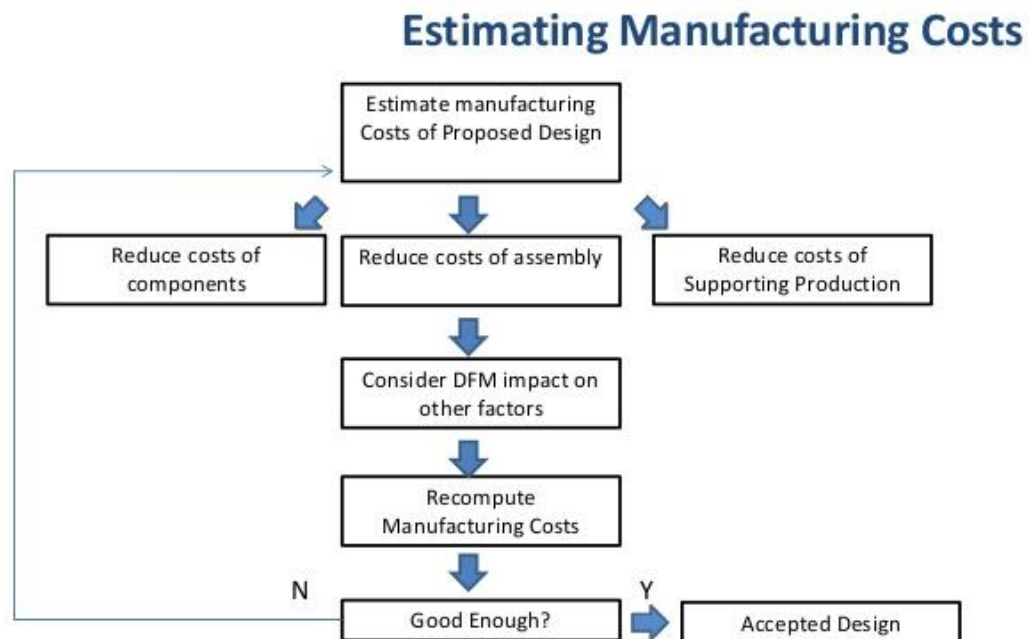 Estimating Manufacturing Costs
Estimate manufacturing
Costs of Proposed Design
Reduce costs of
components
Reduce costs of assembly
Reduce costs of
Supporting Production
Consider DFM impact on
other factors
Recompute
Manufacturing Costs
N
Y
Good Enough?
Accepted Design